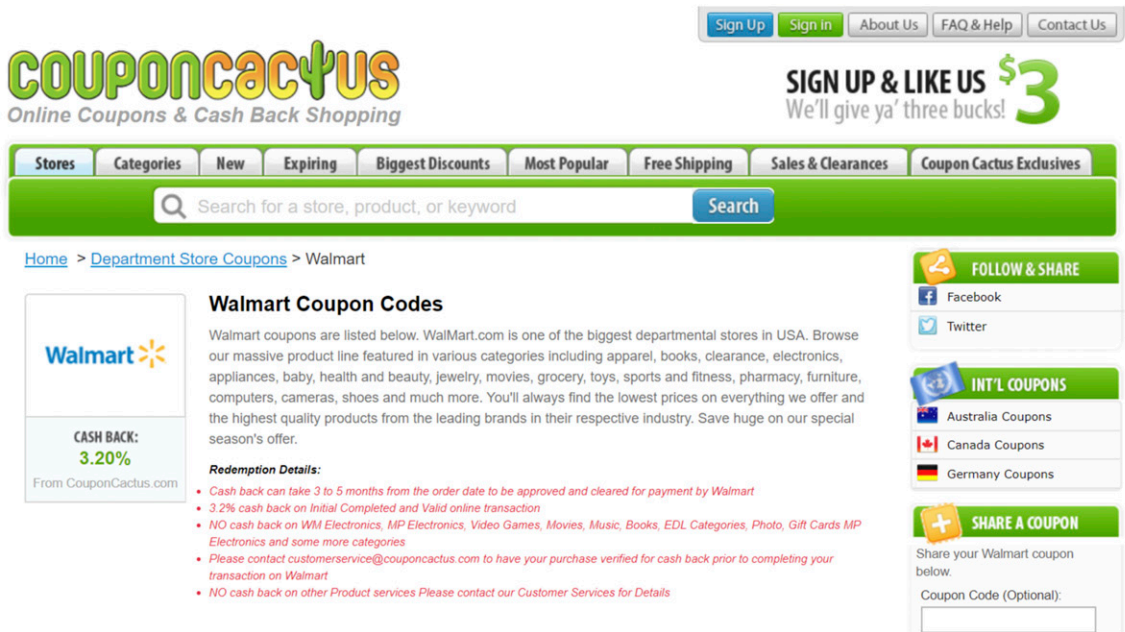 Sign Up Sign in About Us FAQ & Help Contact Us
couponcactus
Online Coupons & Cash Back Shopping
SIGN UP & LIKE US $3
We'll give ya' three bucks!
Stores Categories New Expiring Biggest Discounts Most Popular Free Shipping Sales & Clearances Coupon Cactus Exclusives
Search for a store, product, or keyword Search
Home > Department Store Coupons > Walmart
Walmart
CASH BACK:
3.20%
From CouponCactus.com
Walmart Coupon Codes
Walmart coupons are listed below. WalMart.com is one of the biggest departmental stores in USA. Browse
our massive product line featured in various categories including apparel, books, clearance, electronics,
appliances, baby, health and beauty, jewelry, movies, grocery, toys, sports and fitness, pharmacy, furniture,
computers, cameras, shoes and much more. You'll always find the lowest prices on everything we offer and
the highest quality products from the leading brands in their respective industry. Save huge on our special
season's offer.
Redemption Details:
• Cash back can take 3 to 5 months from the order date to be approved and cleared for payment by Walmart
• 3.2% cash back on Initial Completed and Valid online transaction
• NO cash back on WM Electronics, MP Electronics, Video Games, Movies, Music, Books, EDL Categories, Photo, Gift Cards MP
Electronics and some more categories
• Please contact customerservice@couponcactus.com to have your purchase verified for cash back prior to completing your
transaction on Walmart
• NO cash back on other Product services Please contact our Customer Services for Details
FOLLOW & SHARE
Facebook
Twitter
INT'L COUPONS
Australia Coupons
Canada Coupons
Germany Coupons
SHARE A COUPON
Share your Walmart coupon
below.
Coupon Code (Optional):